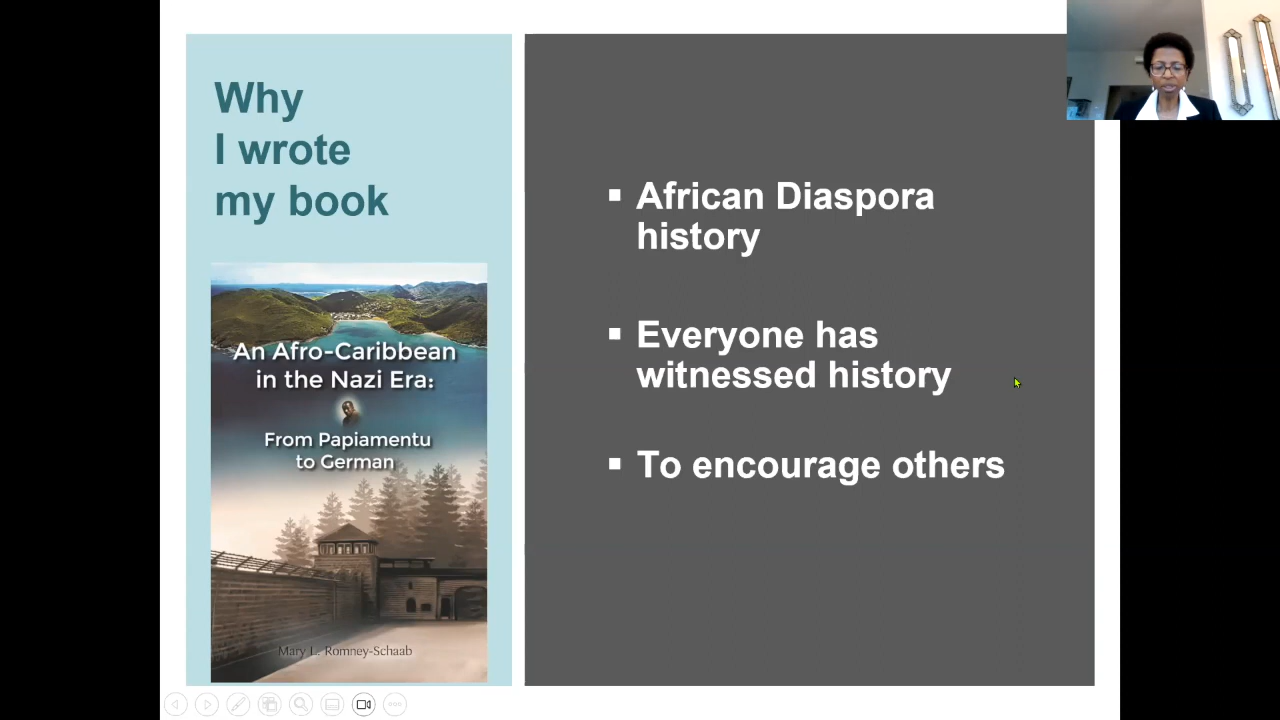 Why
I wrote
my book
An Afro-Caribbean
in the Nazi Era:
From Papiamentu
to German
Mary L. Romney-Schaab
▪ African Diaspora
history
▪ Everyone has
witnessed history
▪ To encourage others